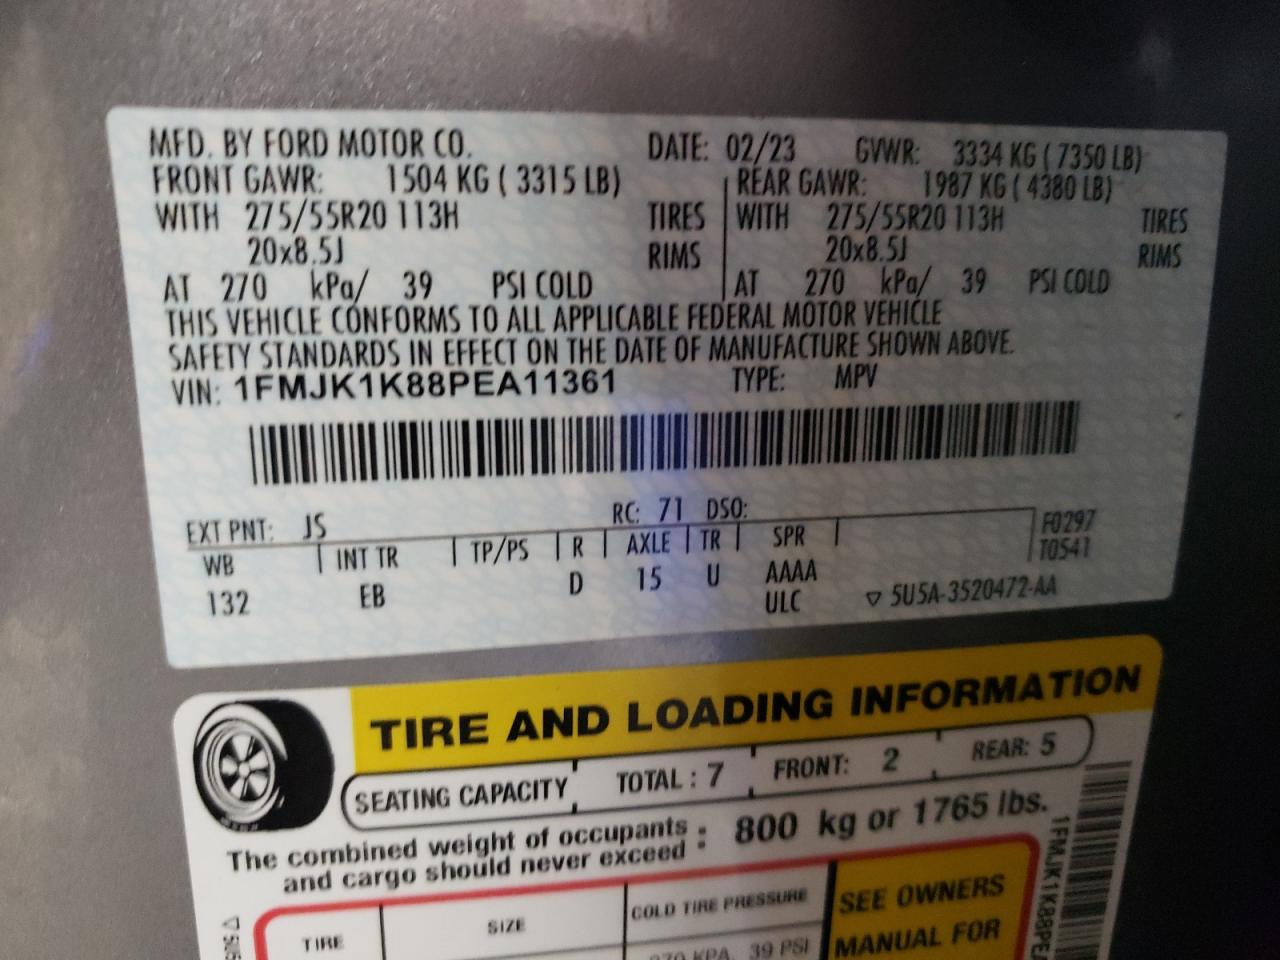 MFD. BY FORD MOTOR CO. DATE: 02/23 GVWR: 3334 KG ( 7350 LB)
FRONT GAWR: 1504 KG ( 3315 LB) REAR GAWR: 1987 KG ( 4380 LB)
WITH 275/55R20 113H TIRES WITH 275/55R20 113H TIRES
20x8.5J RIMS 20x8.5J RIMS
AT 270 kPa/ 39 PSI COLD AT 270 kPa/ 39 PSI COLD
THIS VEHICLE CONFORMS TO ALL APPLICABLE FEDERAL MOTOR VEHICLE
SAFETY STANDARDS IN EFFECT ON THE DATE OF MANUFACTURE SHOWN ABOVE.
VIN: 1FMJK1K88PEA11361 TYPE: MPV
EXT PNT: JS RC: 71 DSO:
WB INT TR TP/PS R AXLE TR SPR F0297
T0541
132 EB D 15 U AAAA
ULC ▽ 5U5A-3520472-AA
TIRE AND LOADING INFORMATION
SEATING CAPACITY TOTAL : 7 FRONT: 2 REAR: 5
The combined weight of occupants : 800 kg or 1765 lbs.
and cargo should never exceed
TIRE SIZE COLD TIRE PRESSURE SEE OWNERS
270 KPA, 39 PSI MANUAL FOR
1FMJK1K88PEA
▽ 5U5